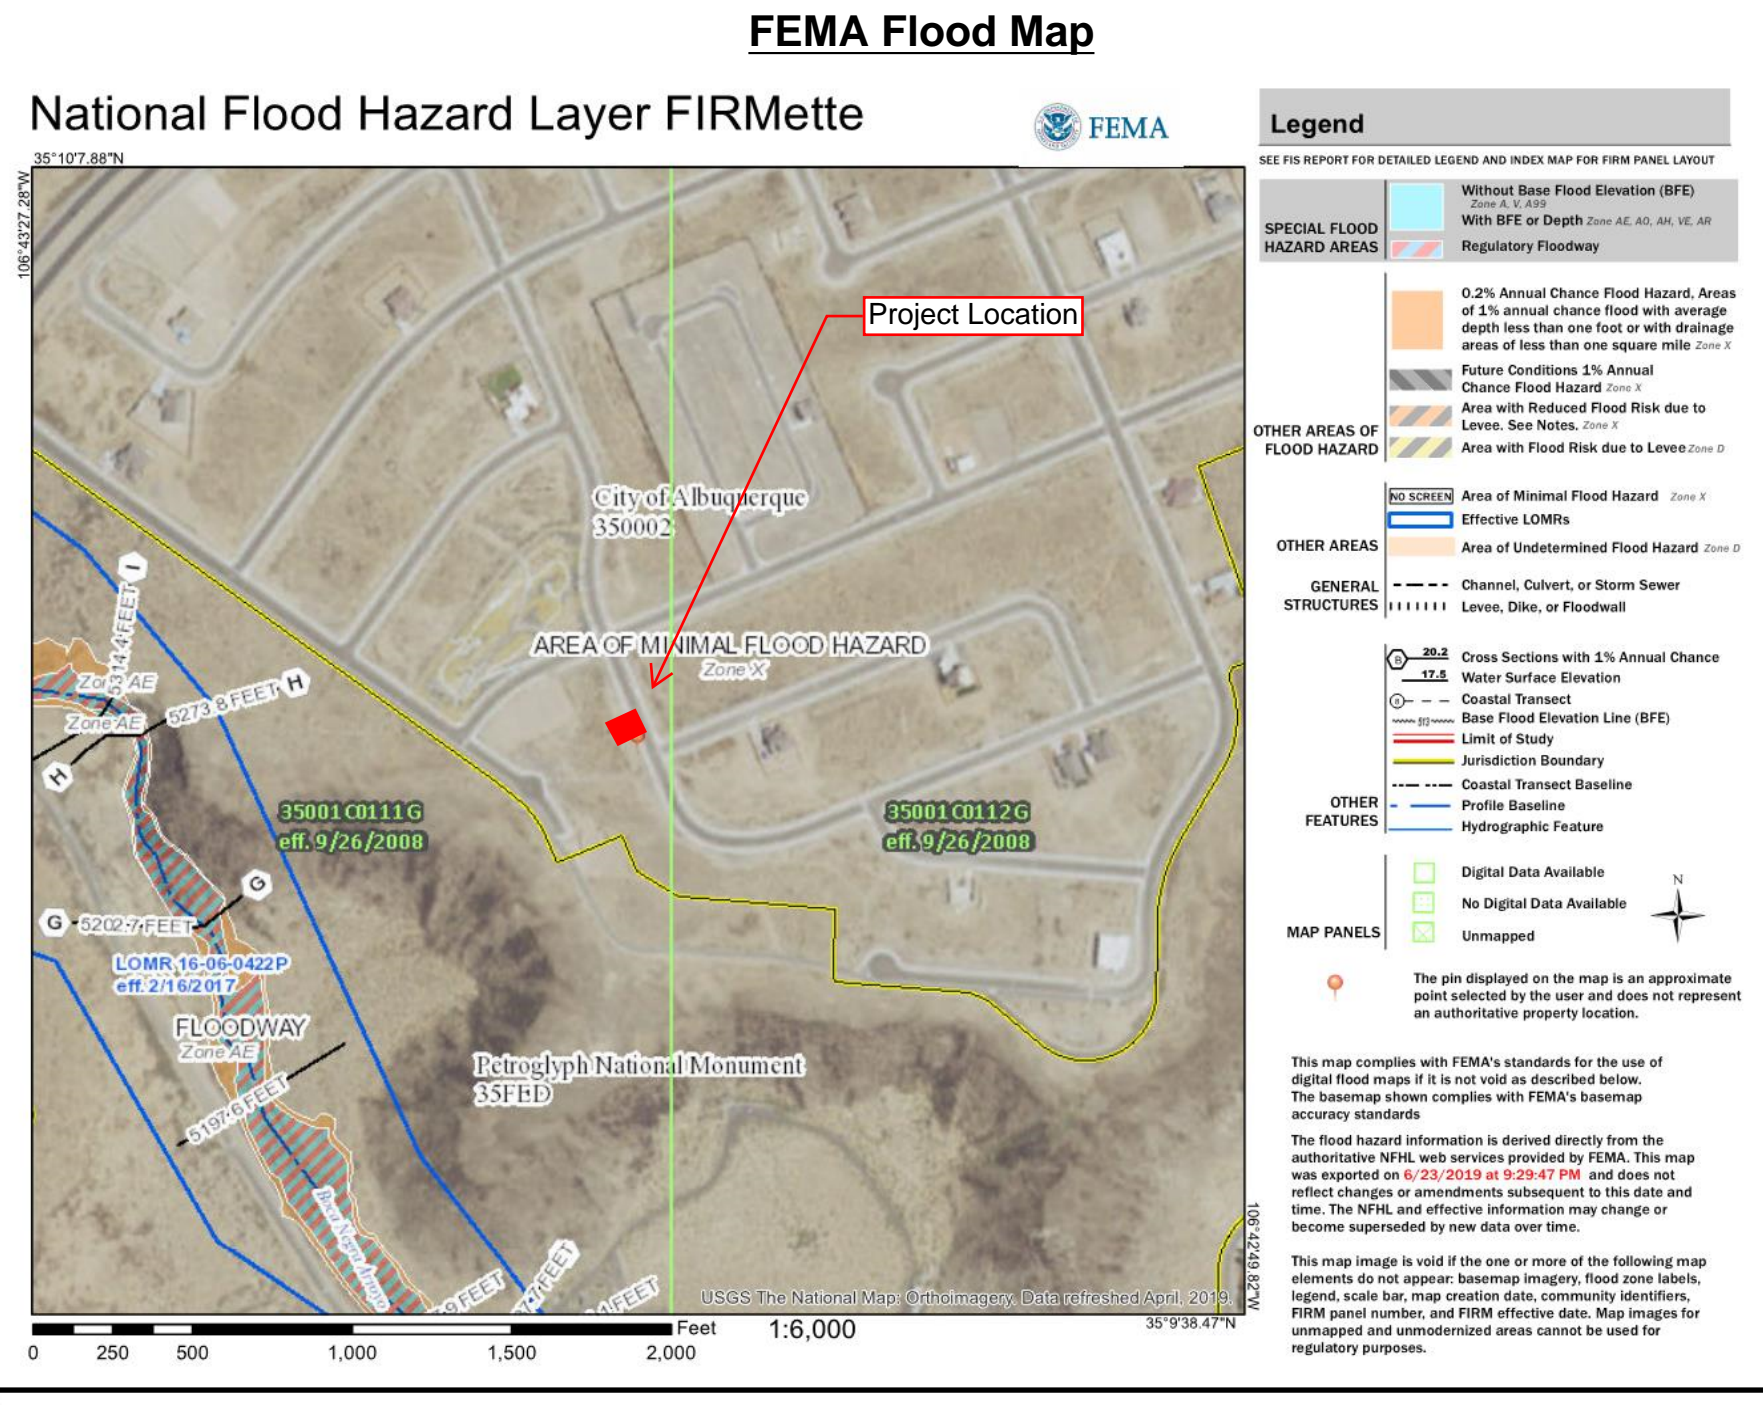 FEMA Flood Map
National Flood Hazard Layer FIRMette
FEMA
35°10'7.88"N
106°43'27.28"W
Project Location
City of Albuquerque
350002
AREA OF MINIMAL FLOOD HAZARD
Zone X
I
5314.4 FEET
Zone AE
Zone AE
5273.8 FEET H
H
35001C0111G
eff. 9/26/2008
35001C0112G
eff. 9/26/2008
G
G 5202.7 FEET
LOMR 16-06-0422P
eff. 2/16/2017
FLOODWAY
Zone AE
5197.6 FEET
Petroglyph National Monument
35FED
Boca Negra Arroyo
FEET
FEET
FEET
USGS The National Map: Orthoimagery. Data refreshed April, 2019.
106°42'49.82"W
35°9'38.47"N
Feet 1:6,000
0 250 500 1,000 1,500 2,000
Legend
SEE FIS REPORT FOR DETAILED LEGEND AND INDEX MAP FOR FIRM PANEL LAYOUT
SPECIAL FLOOD
HAZARD AREAS
Without Base Flood Elevation (BFE)
Zone A, V, A99
With BFE or Depth Zone AE, AO, AH, VE, AR
Regulatory Floodway
OTHER AREAS OF
FLOOD HAZARD
0.2% Annual Chance Flood Hazard, Areas
of 1% annual chance flood with average
depth less than one foot or with drainage
areas of less than one square mile Zone X
Future Conditions 1% Annual
Chance Flood Hazard Zone X
Area with Reduced Flood Risk due to
Levee. See Notes. Zone X
Area with Flood Risk due to Levee Zone D
OTHER AREAS
NO SCREEN Area of Minimal Flood Hazard Zone X
Effective LOMRs
Area of Undetermined Flood Hazard Zone D
GENERAL
STRUCTURES
Channel, Culvert, or Storm Sewer
Levee, Dike, or Floodwall
OTHER
FEATURES
B 20.2 Cross Sections with 1% Annual Chance
17.5 Water Surface Elevation
8 Coastal Transect
513 Base Flood Elevation Line (BFE)
Limit of Study
Jurisdiction Boundary
Coastal Transect Baseline
Profile Baseline
Hydrographic Feature
MAP PANELS
Digital Data Available
No Digital Data Available
Unmapped
N
The pin displayed on the map is an approximate
point selected by the user and does not represent
an authoritative property location.
This map complies with FEMA's standards for the use of
digital flood maps if it is not void as described below.
The basemap shown complies with FEMA's basemap
accuracy standards
The flood hazard information is derived directly from the
authoritative NFHL web services provided by FEMA. This map
was exported on 6/23/2019 at 9:29:47 PM and does not
reflect changes or amendments subsequent to this date and
time. The NFHL and effective information may change or
become superseded by new data over time.
This map image is void if the one or more of the following map
elements do not appear: basemap imagery, flood zone labels,
legend, scale bar, map creation date, community identifiers,
FIRM panel number, and FIRM effective date. Map images for
unmapped and unmodernized areas cannot be used for
regulatory purposes.